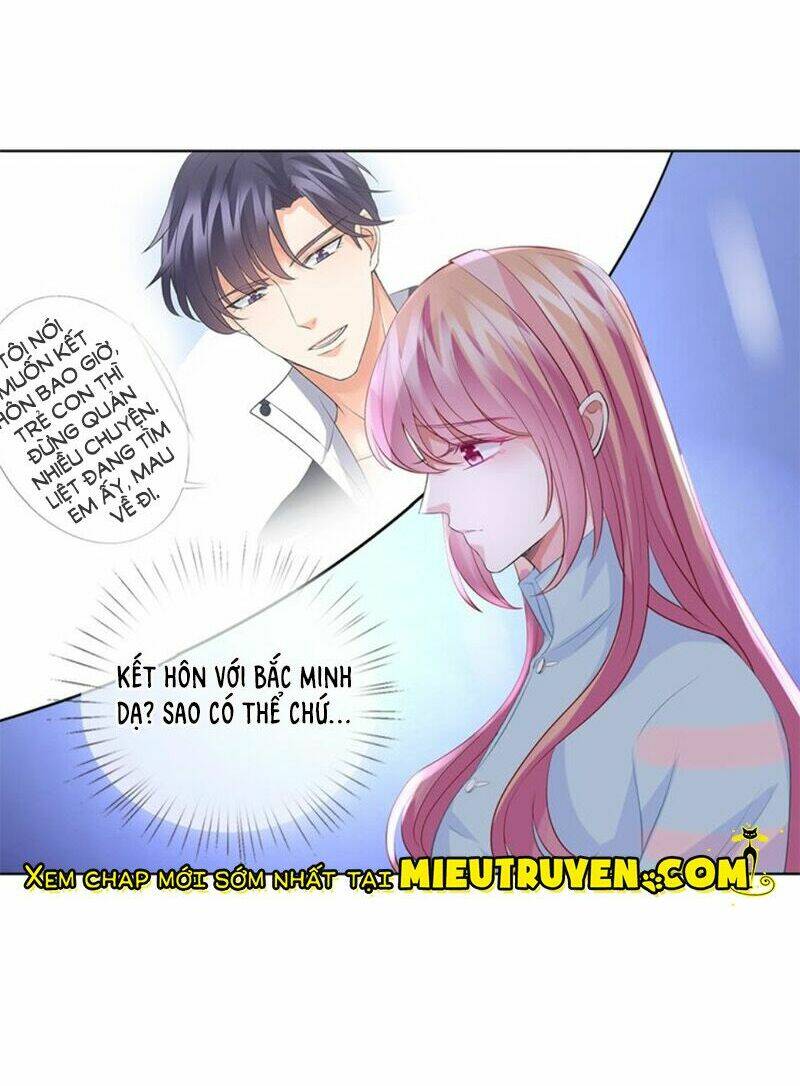 TÔI NÓI
MUỐN KẾT
HÔN BAO GIỜ,
TRẺ CON THÌ
ĐỪNG QUẢN
NHIỀU CHUYỆN.
LIỆT ĐANG TÌM
EM ẤY, MAU
VỀ ĐI.
KẾT HÔN VỚI BẮC MINH
DẠ? SAO CÓ THỂ CHỨ...
XEM CHAP MỚI SỚM NHẤT TẠI MIEUTRUYEN.COM